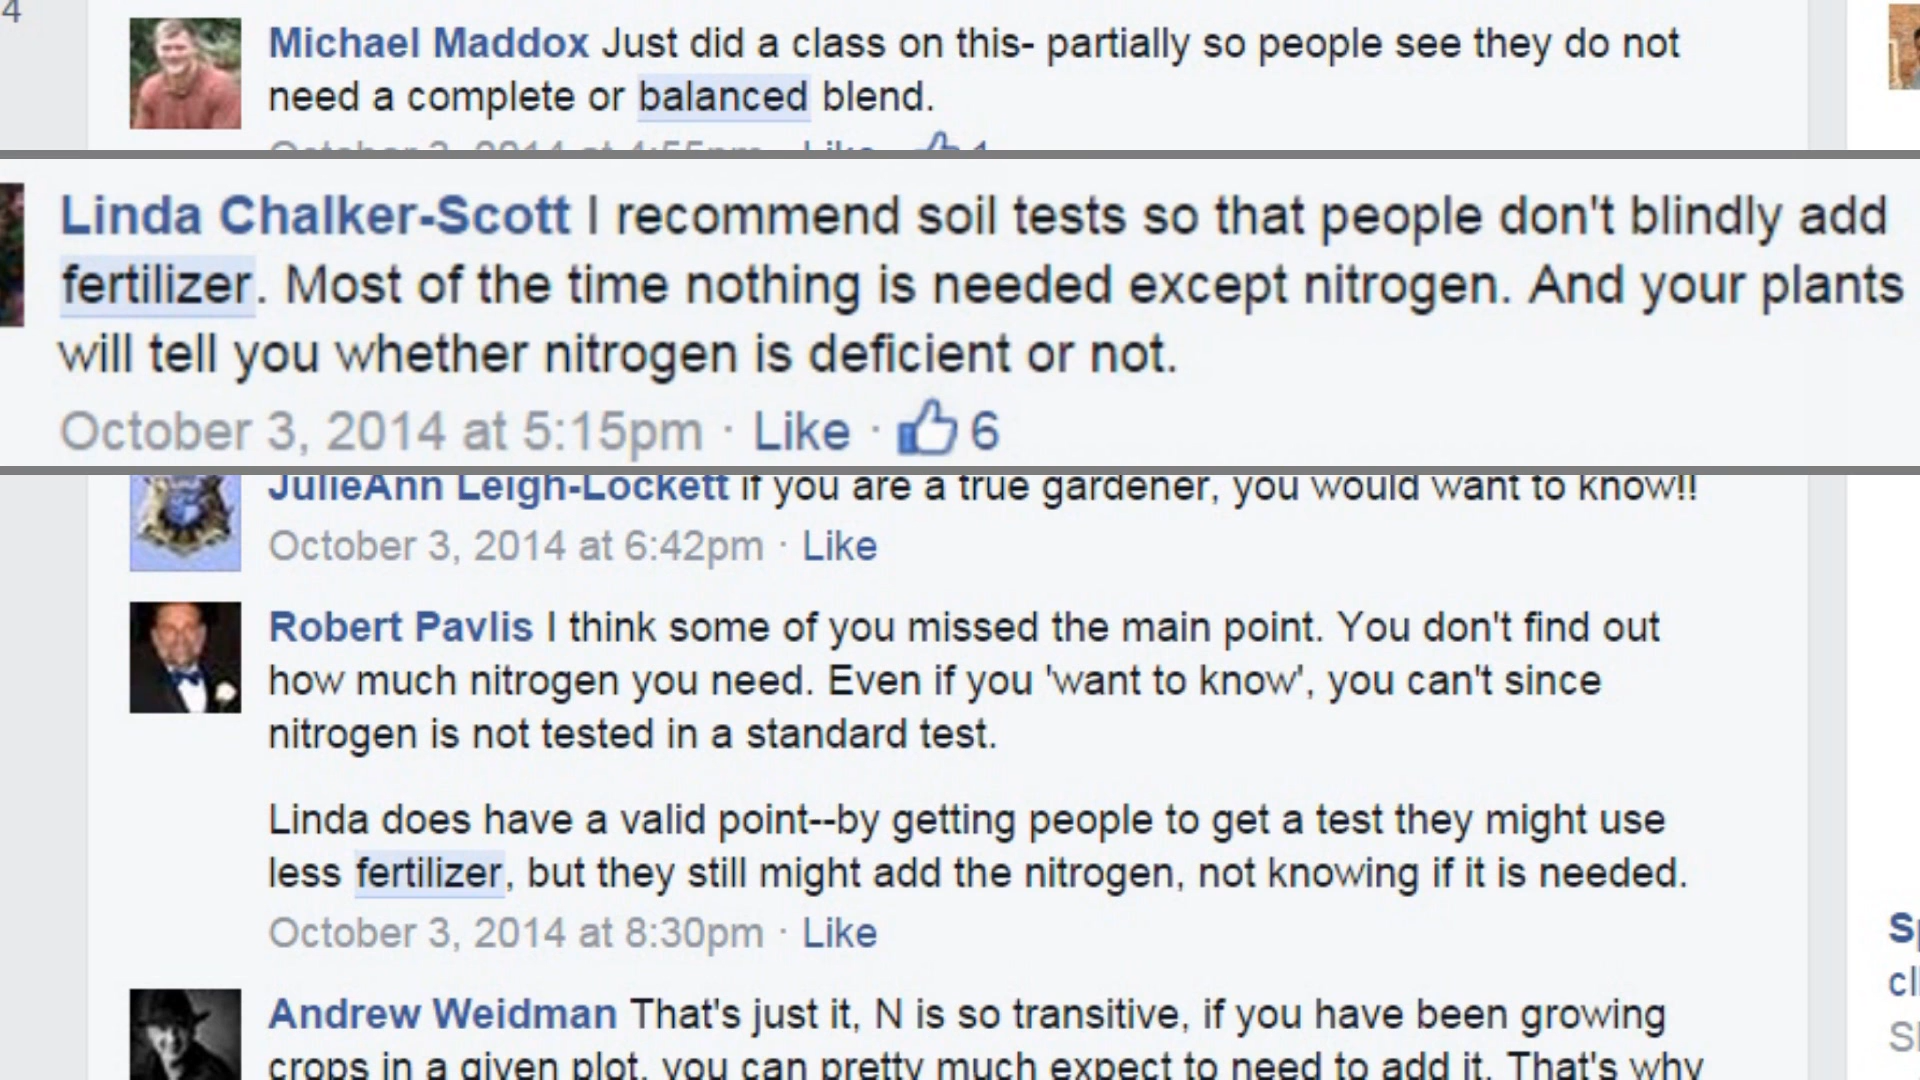 4
Michael Maddox Just did a class on this- partially so people see they do not
need a complete or balanced blend.
October 3, 2014 at 4:55pm · Like · 1
Linda Chalker-Scott I recommend soil tests so that people don't blindly add
fertilizer. Most of the time nothing is needed except nitrogen. And your plants
will tell you whether nitrogen is deficient or not.
October 3, 2014 at 5:15pm · Like · 6
JulieAnn Leigh-Lockett If you are a true gardener, you would want to know!!
October 3, 2014 at 6:42pm · Like
Robert Pavlis I think some of you missed the main point. You don't find out
how much nitrogen you need. Even if you 'want to know', you can't since
nitrogen is not tested in a standard test.
Linda does have a valid point--by getting people to get a test they might use
less fertilizer, but they still might add the nitrogen, not knowing if it is needed.
October 3, 2014 at 8:30pm · Like
Andrew Weidman That's just it, N is so transitive, if you have been growing
crops in a given plot, you can pretty much expect to need to add it. That's why